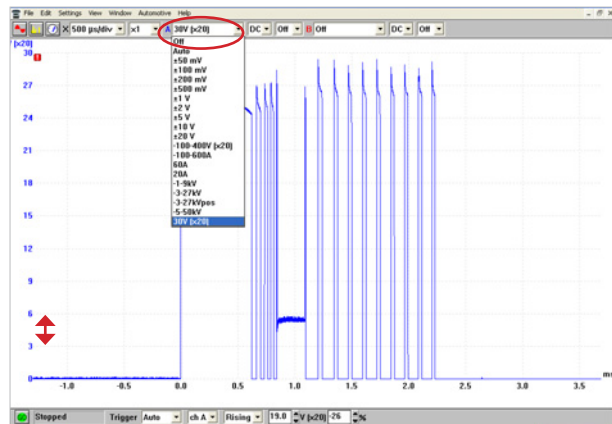 File Edit Settings View Window Automotive Help
500 µs/div x1 A 30V (x20) DC Off B Off DC Off
(x20)
Off
Auto
±50 mV
±100 mV
±200 mV
±500 mV
±1 V
±2 V
±5 V
±10 V
±20 V
-100-400V (x20)
-100-600A
60A
20A
-1-9kV
-3-27kV
-3-27kVpos
-5-50kV
30V (x20)
30
27
24
21
18
15
12
9
6
3
0
-1.0 -0.5 0.0 0.5 1.0 1.5 2.0 2.5 3.0 3.5
Stopped Trigger Auto ch A Rising 19.0 V (x20) -26 %